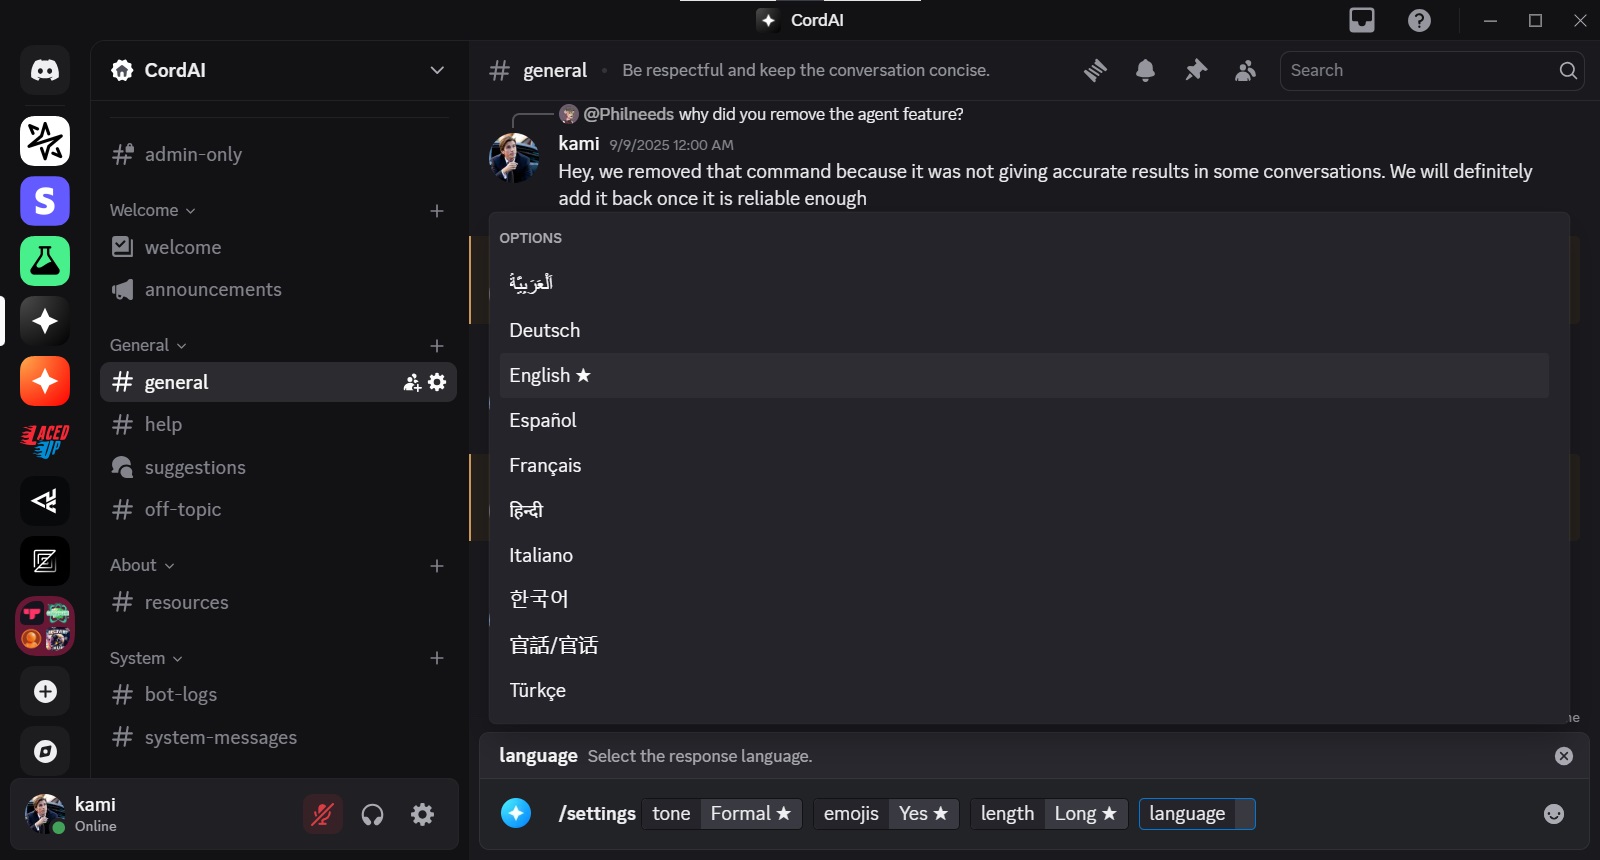 CordAI
CordAI
general
Be respectful and keep the conversation concise.
Search
admin-only
Welcome
welcome
announcements
General
general
help
suggestions
off-topic
About
resources
System
bot-logs
system-messages
kami
Online
S
LACED
UP
@Philneeds why did you remove the agent feature?
kami 9/9/2025 12:00 AM
Hey, we removed that command because it was not giving accurate results in some conversations. We will definitely
add it back once it is reliable enough
OPTIONS
اَلْعَرَبِيَّةُ
Deutsch
English ★
Español
Français
हिन्दी
Italiano
한국어
官話/官话
Türkçe
language Select the response language.
/settings tone Formal ★ emojis Yes ★ length Long ★ language